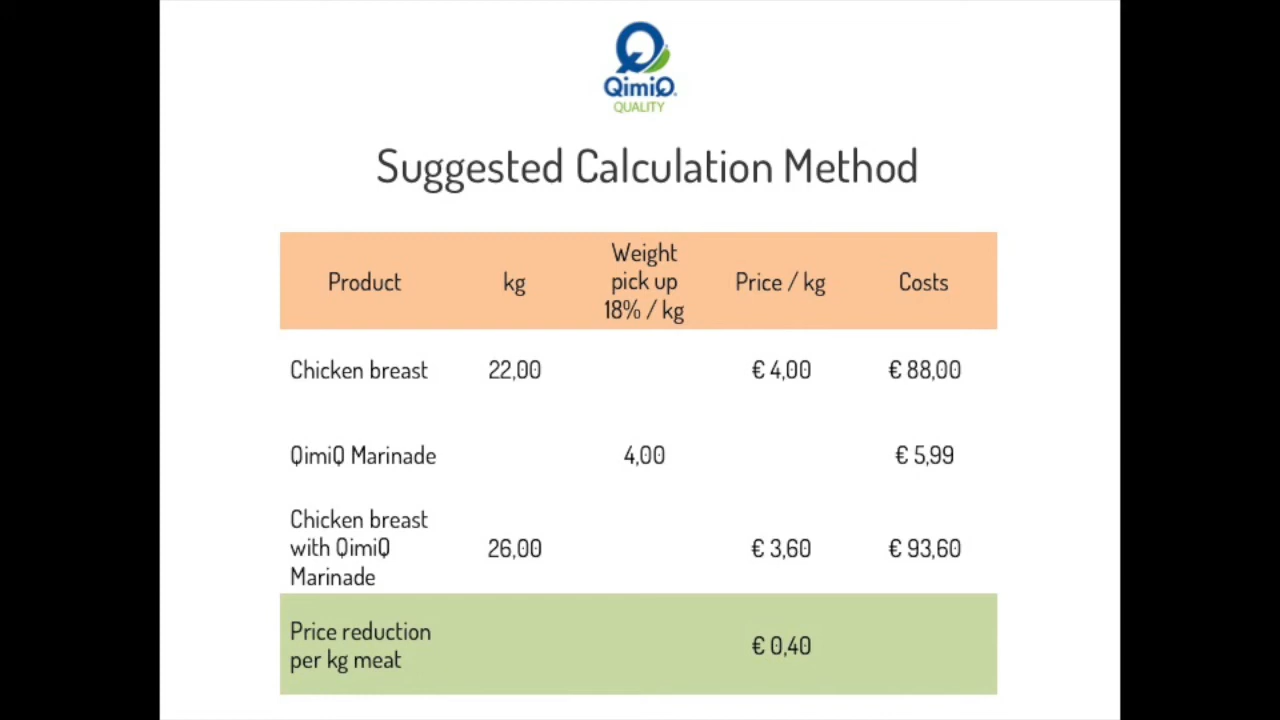 QimiQ
QUALITY
Suggested Calculation Method
Product kg Weight pick up 18% / kg Price / kg Costs
Chicken breast 22,00 € 4,00 € 88,00
QimiQ Marinade 4,00 € 5,99
Chicken breast with QimiQ Marinade 26,00 € 3,60 € 93,60
Price reduction per kg meat € 0,40